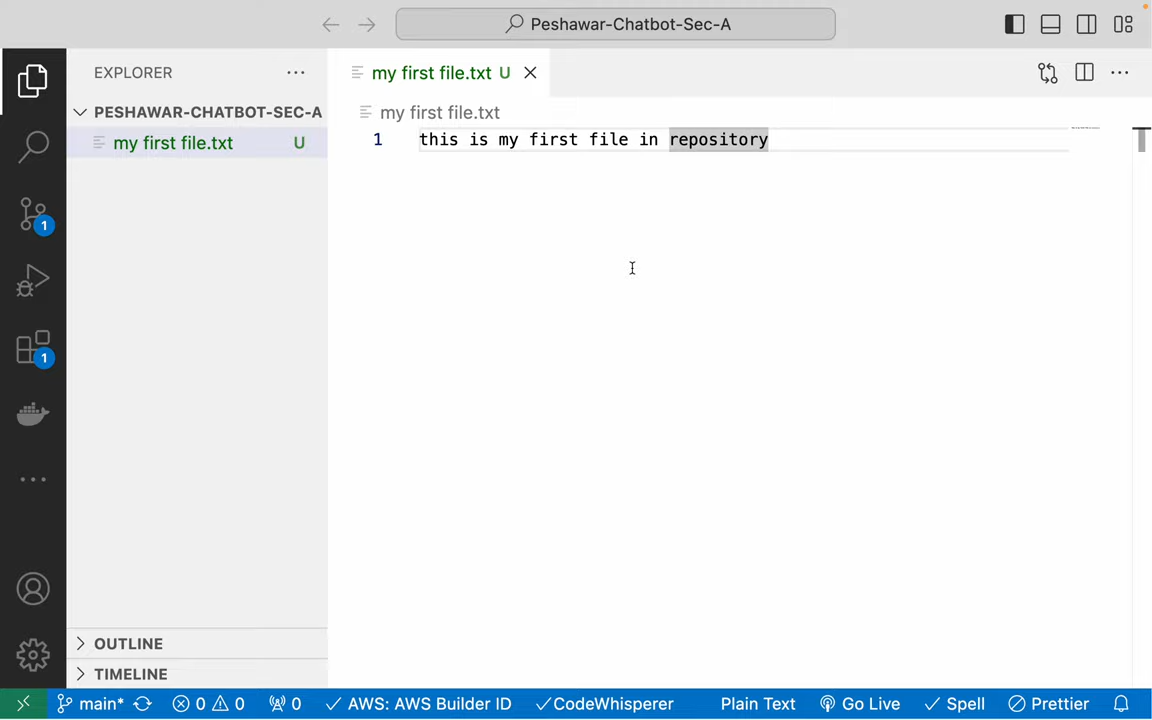 Peshawar-Chatbot-Sec-A
EXPLORER
my first file.txt U
PESHAWAR-CHATBOT-SEC-A
my first file.txt
my first file.txt U
1 this is my first file in repository
1
1
OUTLINE
TIMELINE
main* 0 0 0 AWS: AWS Builder ID CodeWhisperer Plain Text Go Live Spell Prettier